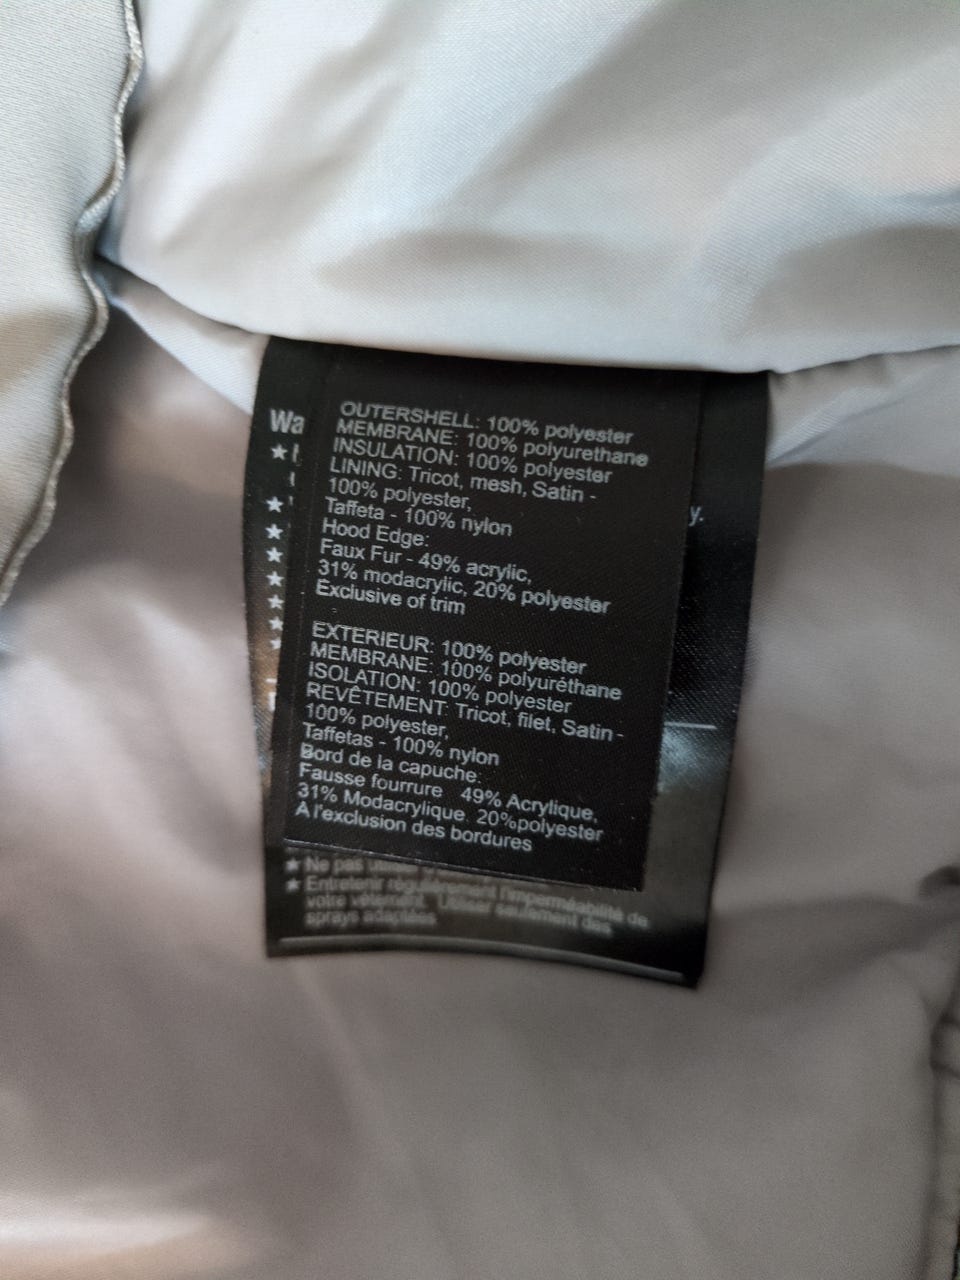 OUTERSHELL: 100% polyester
MEMBRANE: 100% polyurethane
INSULATION: 100% polyester
LINING: Tricot, mesh, Satin -
100% polyester,
Taffeta - 100% nylon
Hood Edge:
Faux Fur - 49% acrylic,
31% modacrylic, 20% polyester
Exclusive of trim
EXTERIEUR: 100% polyester
MEMBRANE: 100% polyuréthane
ISOLATION: 100% polyester
REVÊTEMENT: Tricot, filet, Satin -
100% polyester,
Taffetas - 100% nylon
Bord de la capuche:
Fausse fourrure 49% Acrylique,
31% Modacrylique. 20%polyester
A l'exclusion des bordures
Wa
y.
★ Ne pas
★ Entretenir régulièrement l'imperméabilité de
votre vêtement. Utiliser seulement des
sprays adaptées.